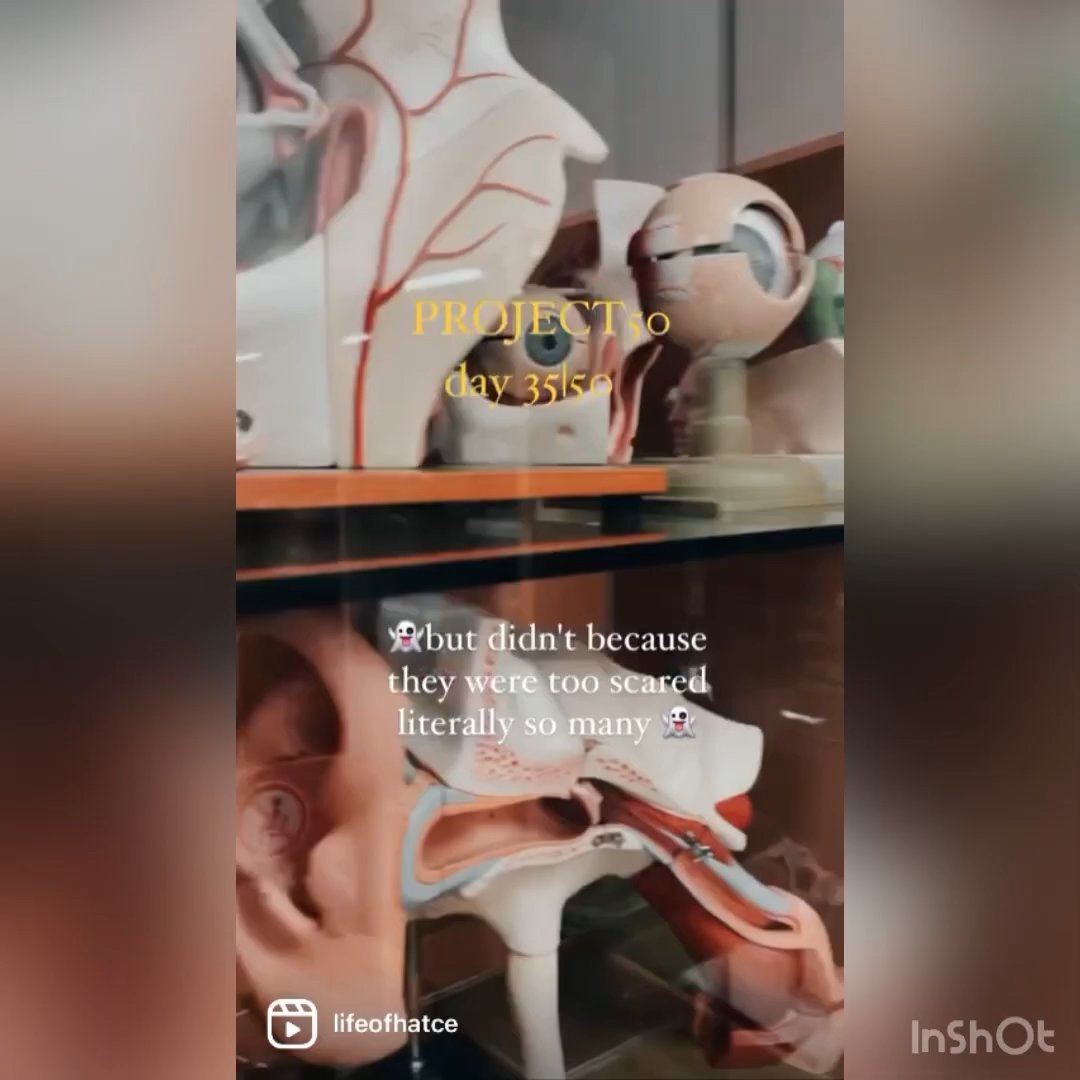 PROJECT50
day 35|50
👻but didn't because
they were too scared
literally so many 👻
lifeofhatce
InShOt